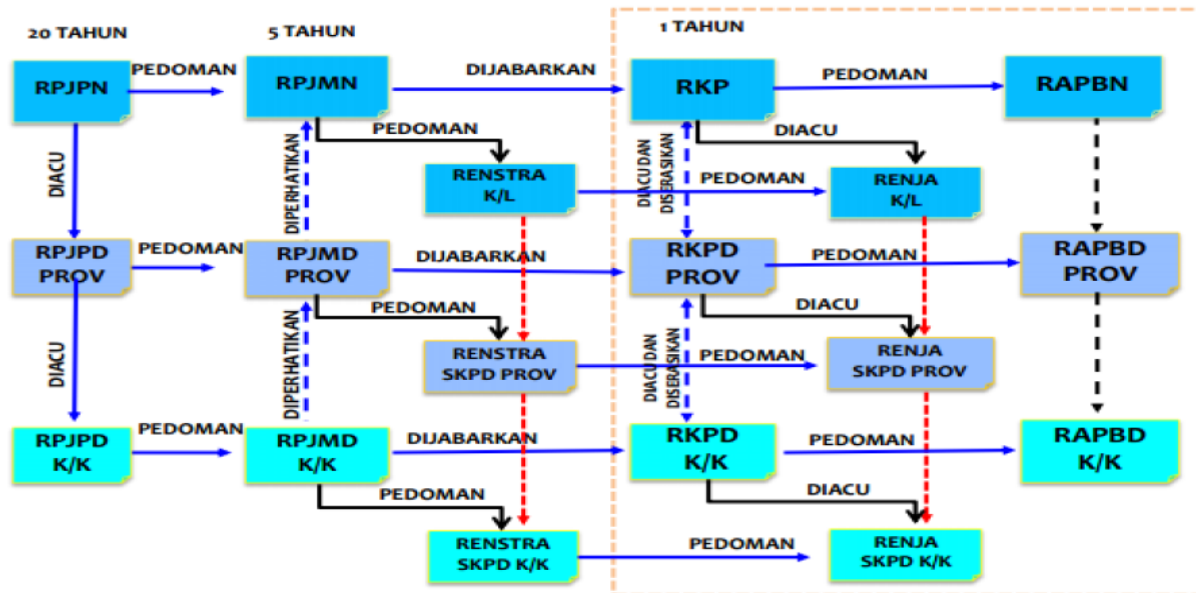 20 TAHUN
5 TAHUN
1 TAHUN
RPJPN
PEDOMAN
RPJMN
DIJABARKAN
RKP
PEDOMAN
RAPBN
DIACU
DIPERHATIKAN
PEDOMAN
RENSTRA
K/L
PEDOMAN
DIACU DAN
DISERASIKAN
DIACU
RENJA
K/L
RPJPD
PROV
PEDOMAN
RPJMD
PROV
DIJABARKAN
RKPD
PROV
PEDOMAN
RAPBD
PROV
DIACU
DIPERHATIKAN
PEDOMAN
RENSTRA
SKPD PROV
PEDOMAN
DIACU DAN
DISERASIKAN
DIACU
RENJA
SKPD PROV
RPJPD
K/K
PEDOMAN
RPJMD
K/K
DIJABARKAN
RKPD
K/K
PEDOMAN
RAPBD
K/K
PEDOMAN
RENSTRA
SKPD K/K
PEDOMAN
DIACU
RENJA
SKPD K/K